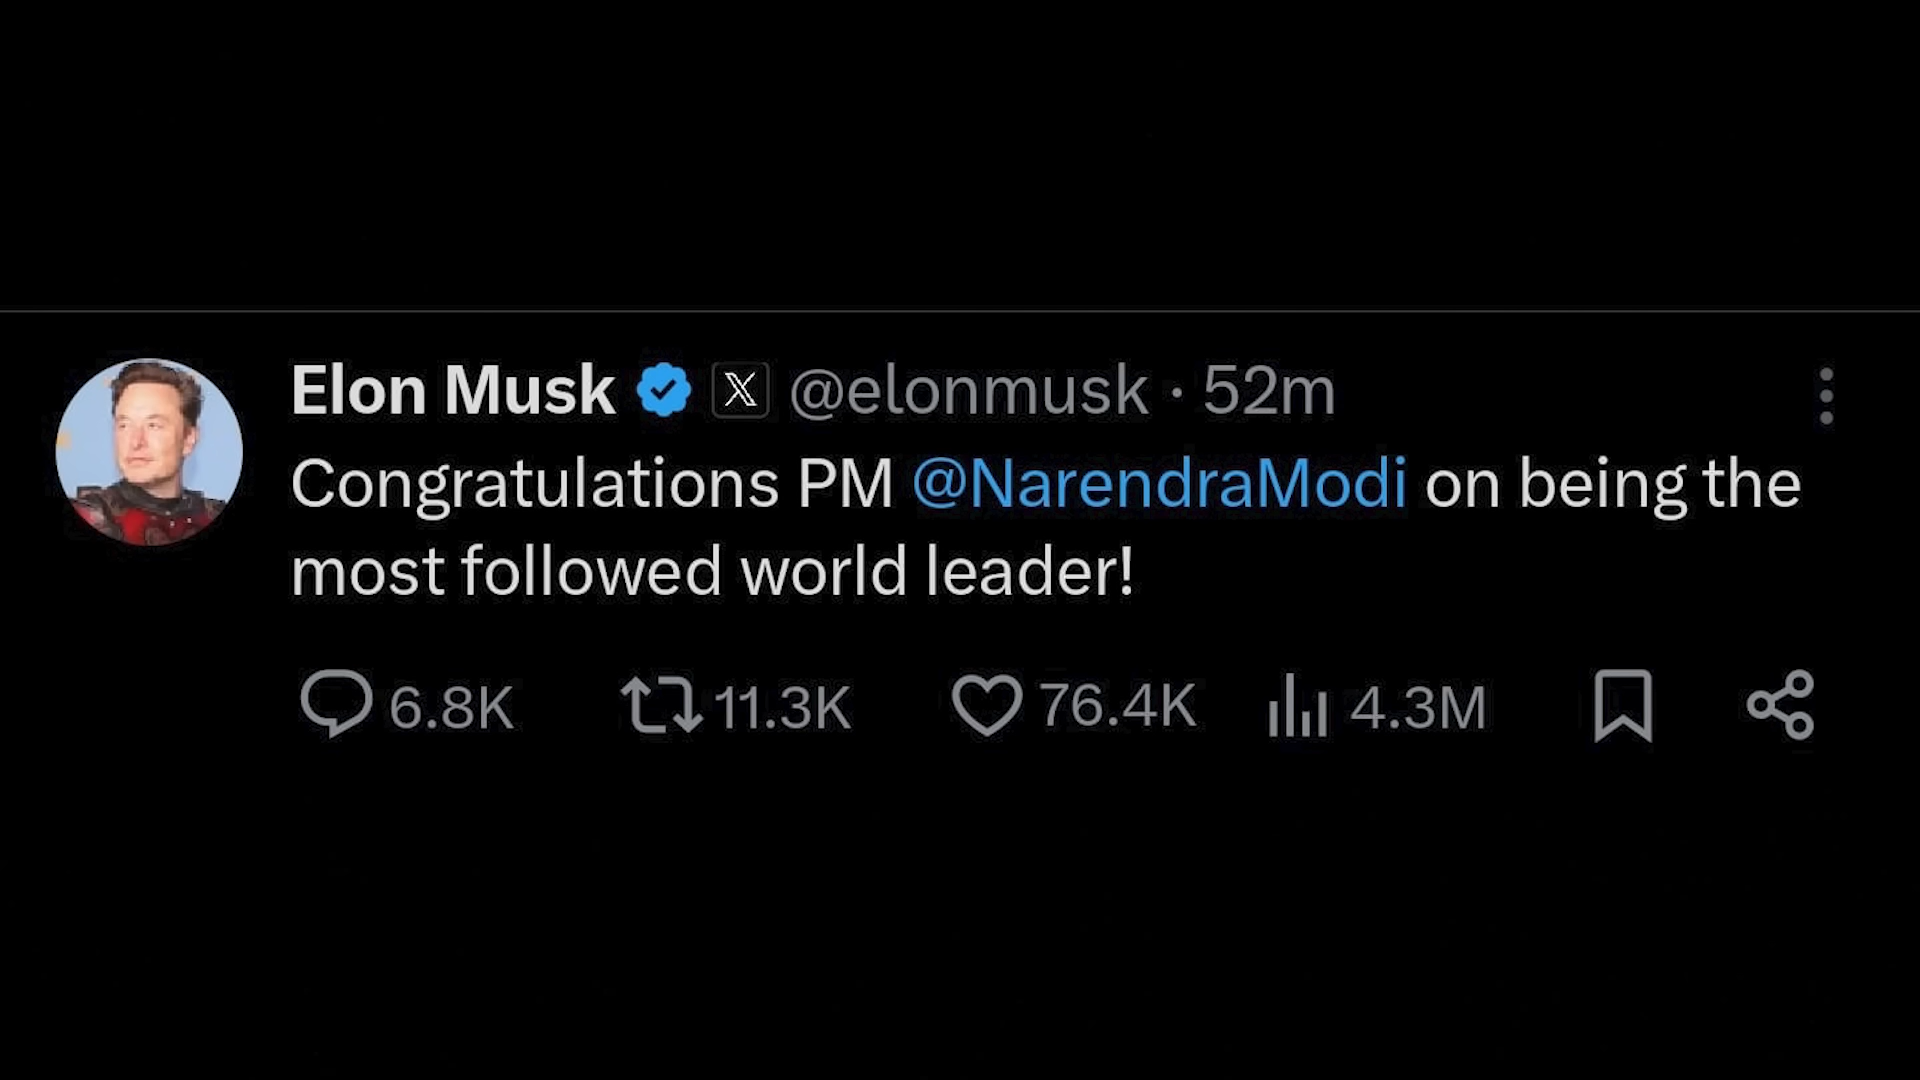 Elon Musk X @elonmusk · 52m
Congratulations PM @NarendraModi on being the
most followed world leader!
6.8K 11.3K 76.4K 4.3M